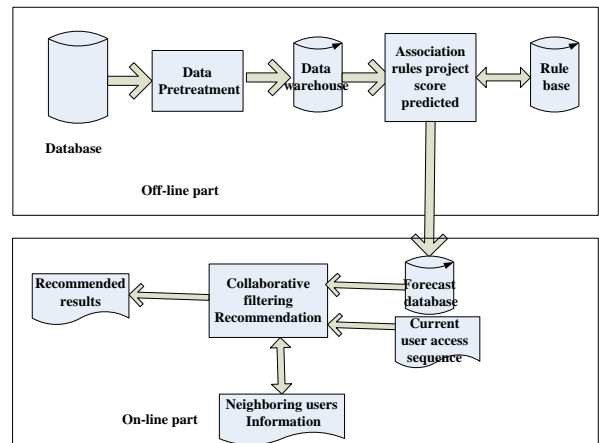 Database
Data
Pretreatment
Data
warehouse
Association
rules project
score
predicted
Rule
base
Off-line part
Recommended
results
Collaborative
filtering
Recommendation
Forecast
database
Current
user access
sequence
Neighboring users
Information
On-line part